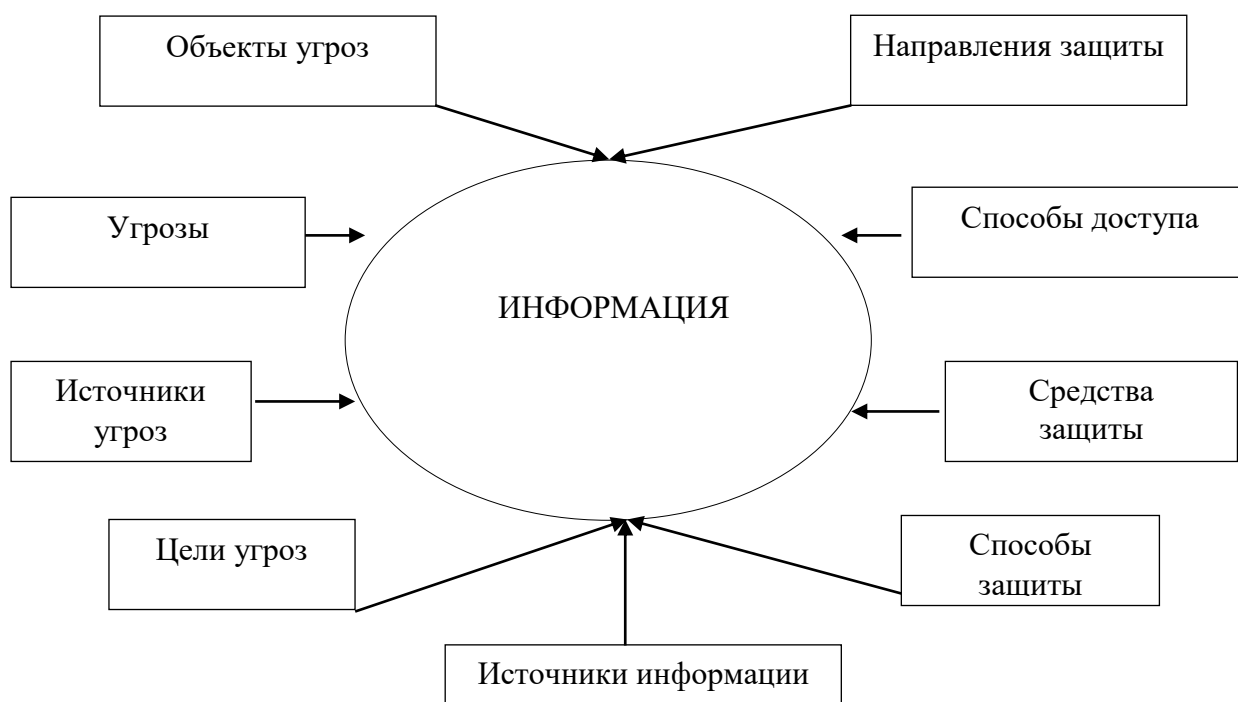 Объекты угроз
Направления защиты
Угрозы
Способы доступа
ИНФОРМАЦИЯ
Источники
угроз
Средства
защиты
Цели угроз
Способы
защиты
Источники информации